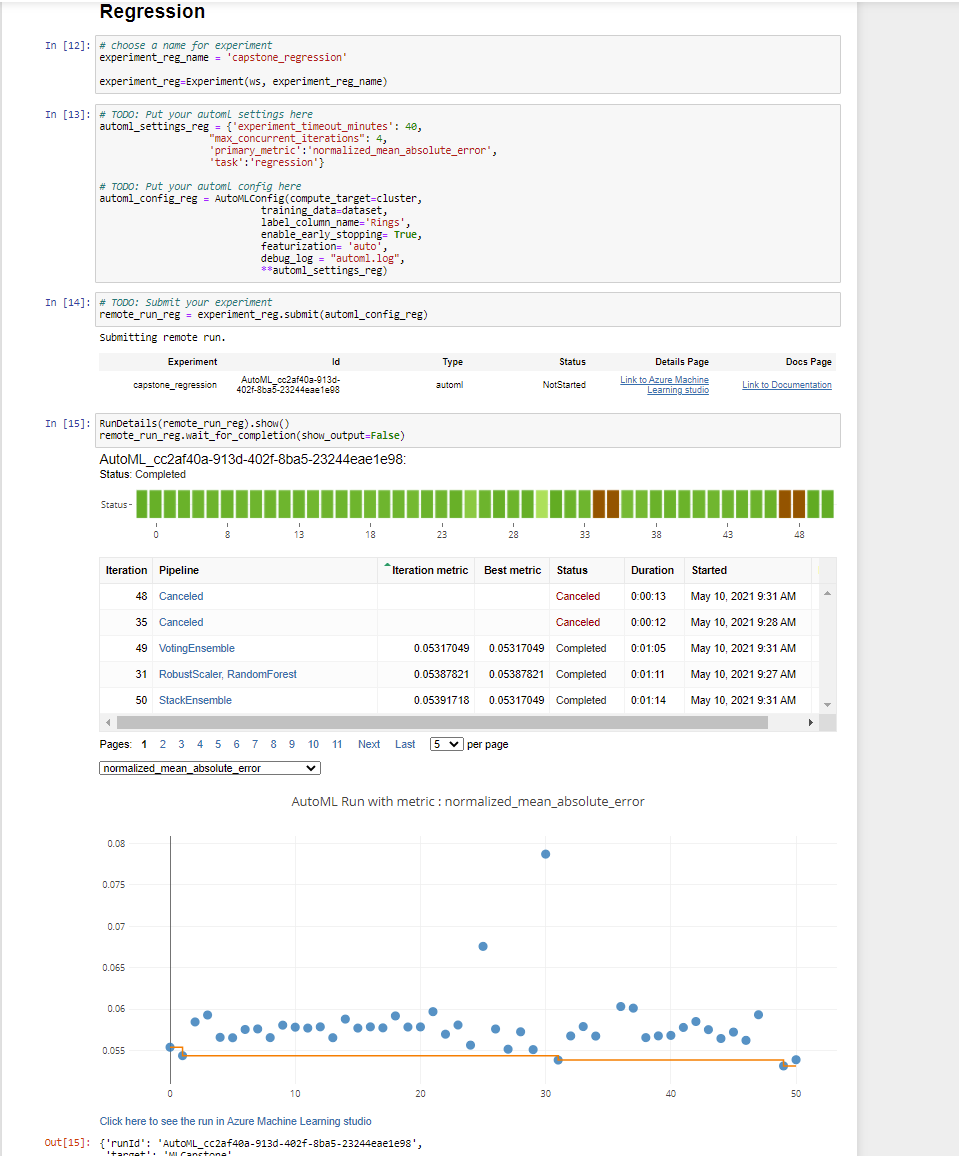 Regression
In [12]: # choose a name for experiment
experiment_reg_name = 'capstone_regression'
experiment_reg=Experiment(ws, experiment_reg_name)
In [13]: # TODO: Put your automl settings here
automl_settings_reg = {'experiment_timeout_minutes': 40,
"max_concurrent_iterations": 4,
'primary_metric':'normalized_mean_absolute_error',
'task':'regression'}
# TODO: Put your automl config here
automl_config_reg = AutoMLConfig(compute_target=cluster,
training_data=dataset,
label_column_name='Rings',
enable_early_stopping= True,
featurization= 'auto',
debug_log = "automl.log",
**automl_settings_reg)
In [14]: # TODO: Submit your experiment
remote_run_reg = experiment_reg.submit(automl_config_reg)
Submitting remote run.
Experiment Id Type Status Details Page Docs Page
capstone_regression AutoML_cc2af40a-913d-402f-8ba5-23244eae1e98 automl NotStarted Link to Azure Machine Learning studio Link to Documentation
In [15]: RunDetails(remote_run_reg).show()
remote_run_reg.wait_for_completion(show_output=False)
AutoML_cc2af40a-913d-402f-8ba5-23244eae1e98:
Status: Completed
Status
0 8 13 18 23 28 33 38 43 48
Iteration Pipeline Iteration metric Best metric Status Duration Started
48 Canceled Canceled 0:00:13 May 10, 2021 9:31 AM
35 Canceled Canceled 0:00:12 May 10, 2021 9:28 AM
49 VotingEnsemble 0.05317049 0.05317049 Completed 0:01:05 May 10, 2021 9:31 AM
31 RobustScaler, RandomForest 0.05387821 0.05387821 Completed 0:01:11 May 10, 2021 9:27 AM
50 StackEnsemble 0.05391718 0.05317049 Completed 0:01:14 May 10, 2021 9:31 AM
Pages: 1 2 3 4 5 6 7 8 9 10 11 Next Last 5 per page
normalized_mean_absolute_error
AutoML Run with metric : normalized_mean_absolute_error
0.08
0.075
0.07
0.065
0.06
0.055
0 10 20 30 40 50
Click here to see the run in Azure Machine Learning studio
Out[15]: {'runId': 'AutoML_cc2af40a-913d-402f-8ba5-23244eae1e98',
'target': 'MLCapstone'